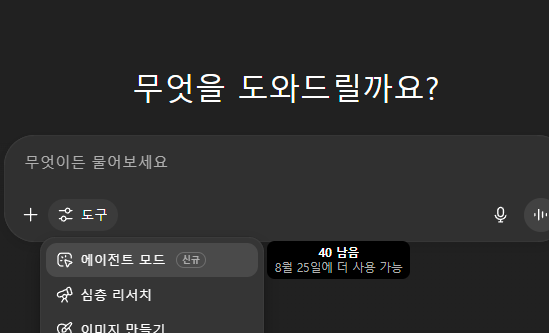 무엇을 도와드릴까요?
무엇이든 물어보세요
도구
에이전트 모드 신규
40 남음
8월 25일에 더 사용 가능
심층 리서치
이미지 만들기